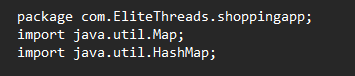 package com.EliteThreads.shoppingapp;
import java.util.Map;
import java.util.HashMap;